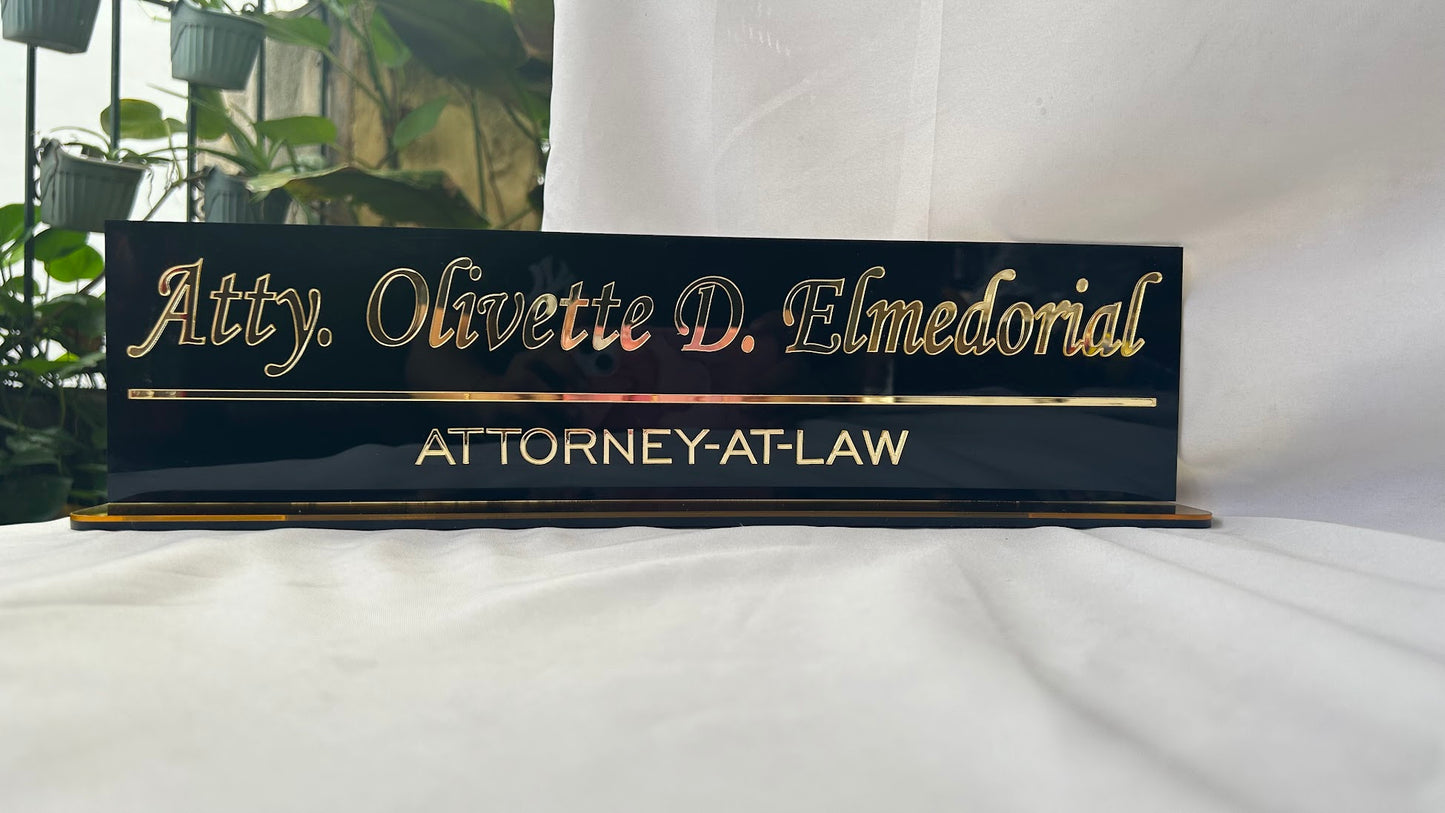 Atty. Olivette D. Elmedorial
ATTORNEY-AT-LAW